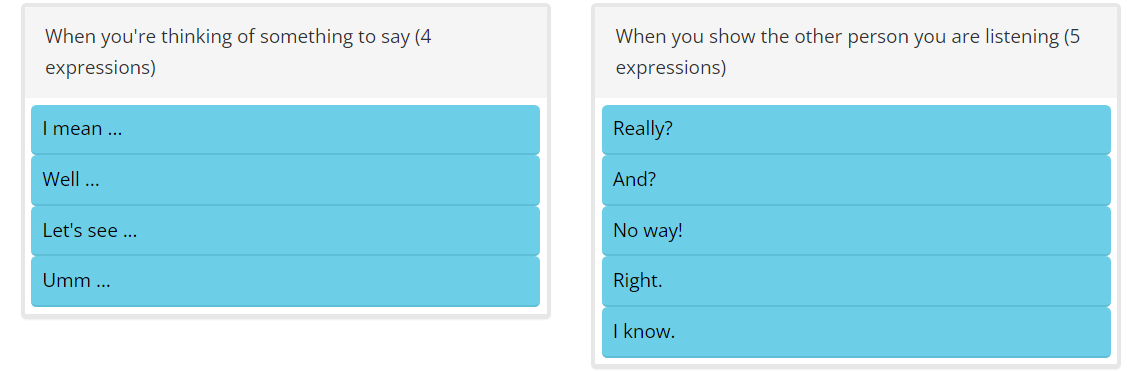 When you're thinking of something to say (4
expressions)
I mean ...
Well ...
Let's see ...
Umm ...
When you show the other person you are listening (5
expressions)
Really?
And?
No way!
Right.
I know.